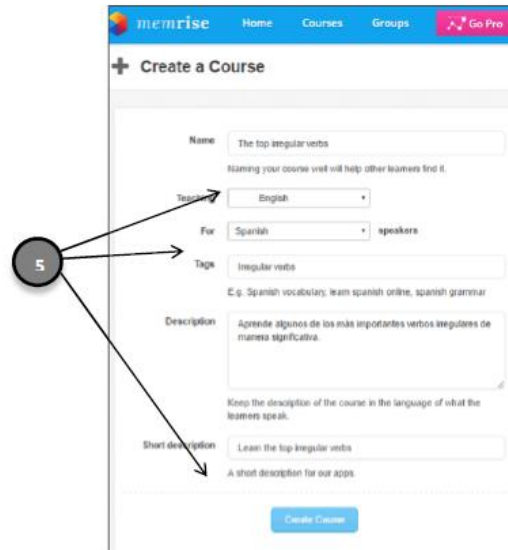 memrise Home Courses Groups Go Pro
Create a Course
Name The top irregular verbs
Naming your course well will help other learners find it.
Teaching English
For Spanish speakers
Tags Irregular verbs
E.g. Spanish vocabulary, learn spanish online, spanish grammar
Description Aprende algunos de los más importantes verbos irregulares de
manera significativa.
Keep the description of the course in the language of what the
learners speak.
Short description Learn the top irregular verbs
A short description for our apps.
Create Course
5